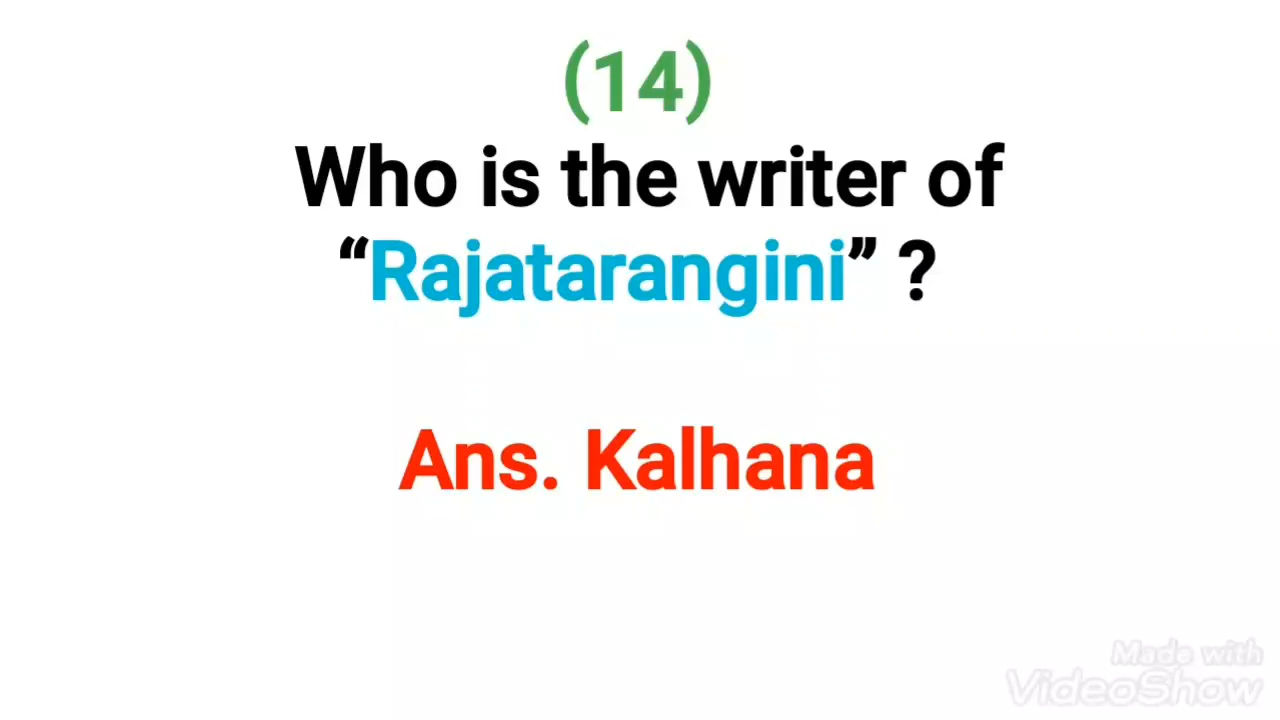 (14)
Who is the writer of
“Rajatarangini” ?
Ans. Kalhana
Made with
VideoShow